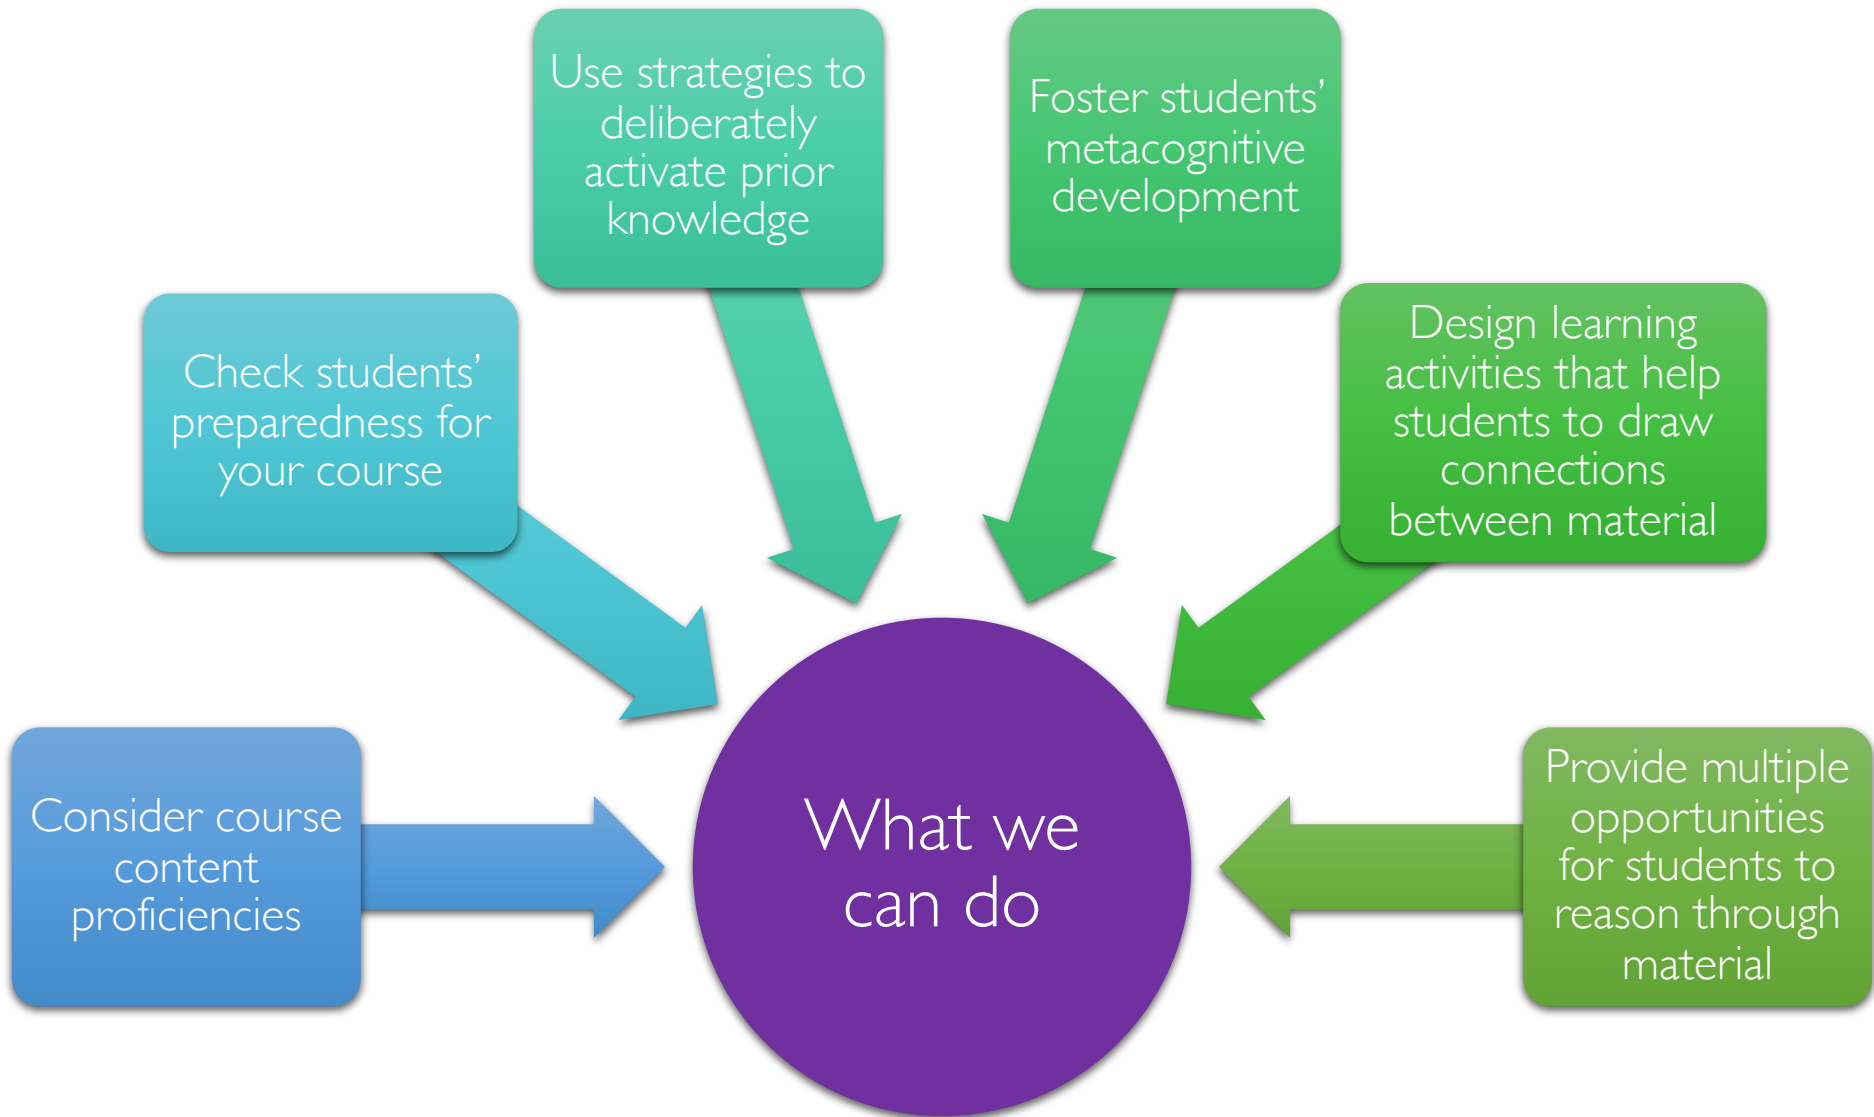 Use strategies to
deliberately
activate prior
knowledge
Foster students’
metacognitive
development
Check students’
preparedness for
your course
Design learning
activities that help
students to draw
connections
between material
Consider course
content
proficiencies
What we
can do
Provide multiple
opportunities
for students to
reason through
material